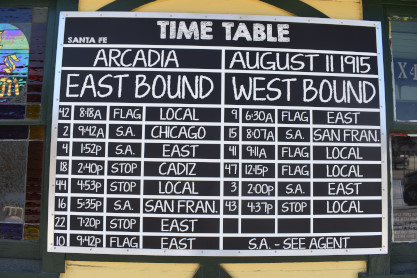 TIME TABLE
SANTA FE
ARCADIA AUGUST 11 1915
EAST BOUND WEST BOUND
42 8:18A FLAG LOCAL 9 6:30A FLAG EAST
2 9:42A S.A. CHICAGO 15 8:07A S.A. SAN FRAN.
4 1:52P S.A. EAST 41 9:41A FLAG LOCAL
18 2:40P STOP CADIZ 47 12:15P FLAG LOCAL
44 4:53P STOP LOCAL 3 2:00P S.A. EAST
16 5:35P S.A. SAN FRAN. 43 4:37P STOP LOCAL
22 7:20P STOP EAST
10 9:42P FLAG EAST S.A. - SEE AGENT